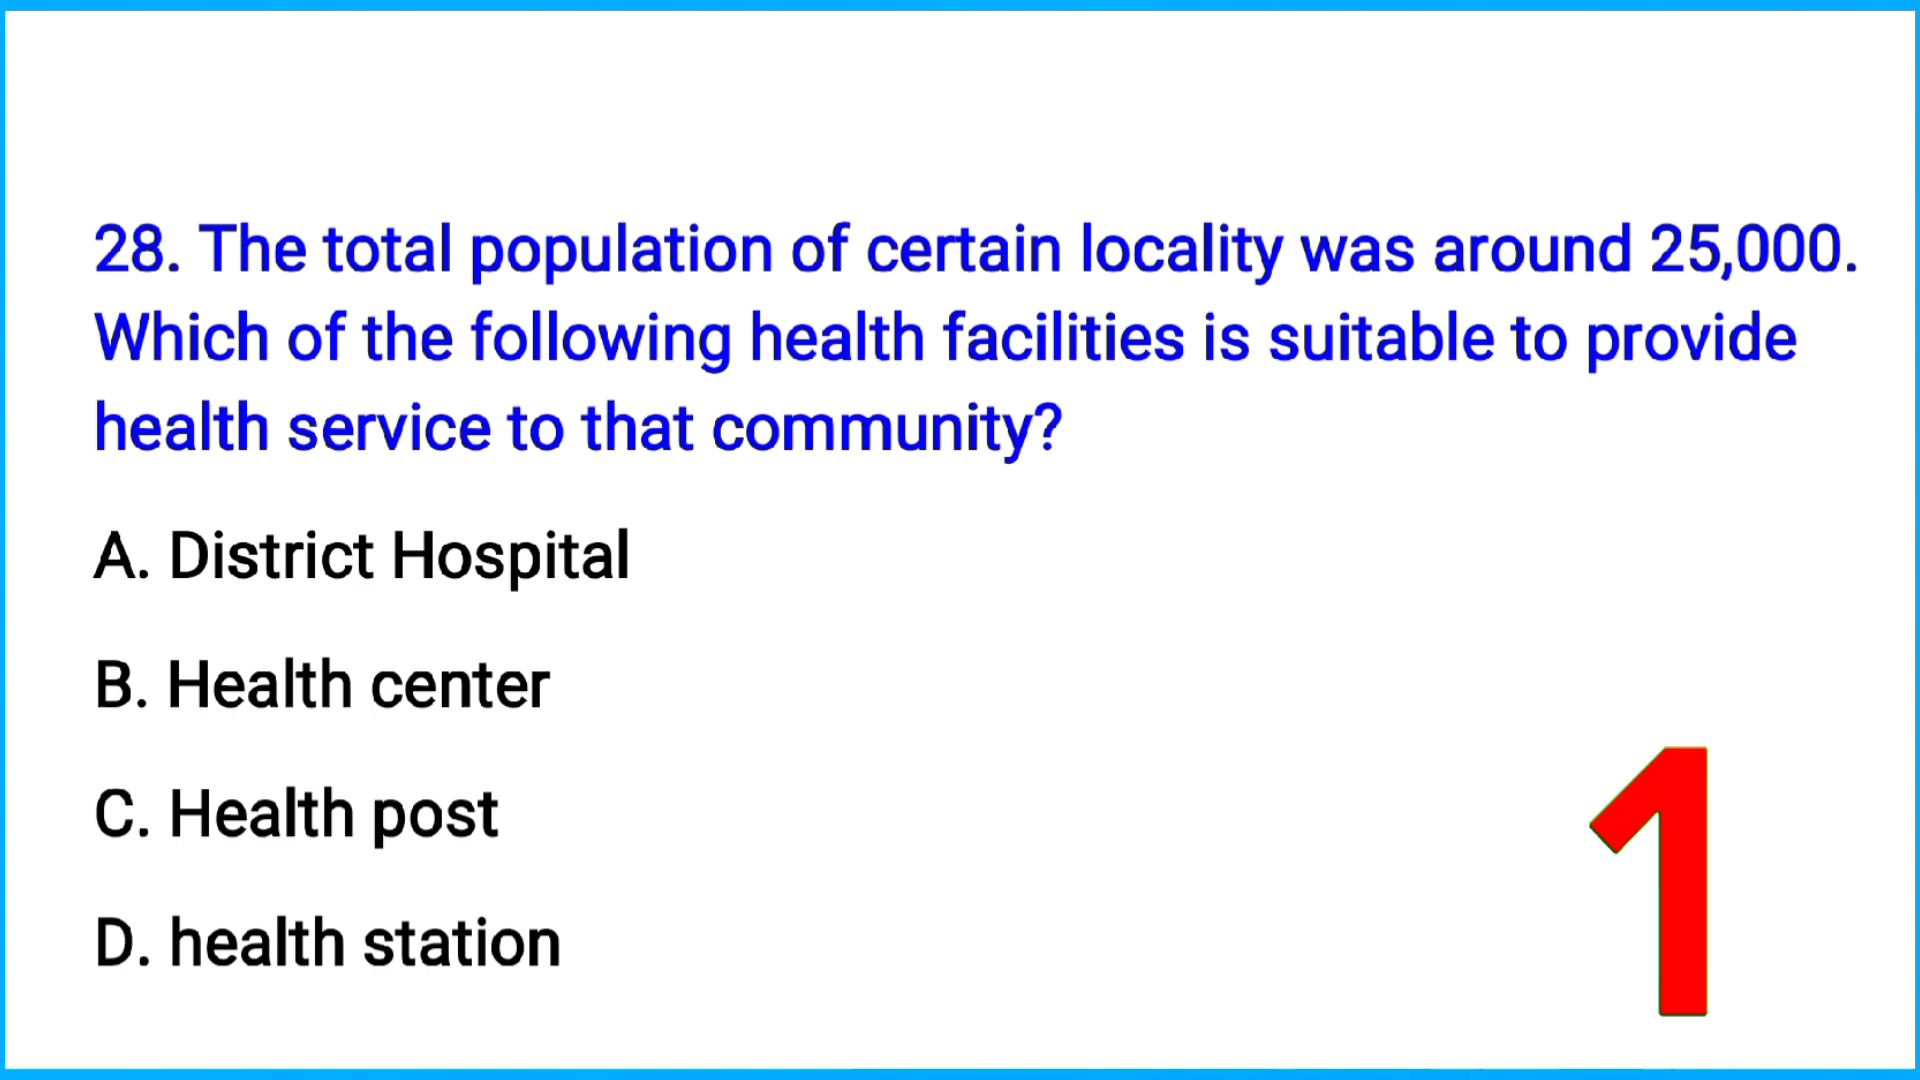 28. The total population of certain locality was around 25,000.
Which of the following health facilities is suitable to provide
health service to that community?
A. District Hospital
B. Health center
C. Health post
D. health station
1